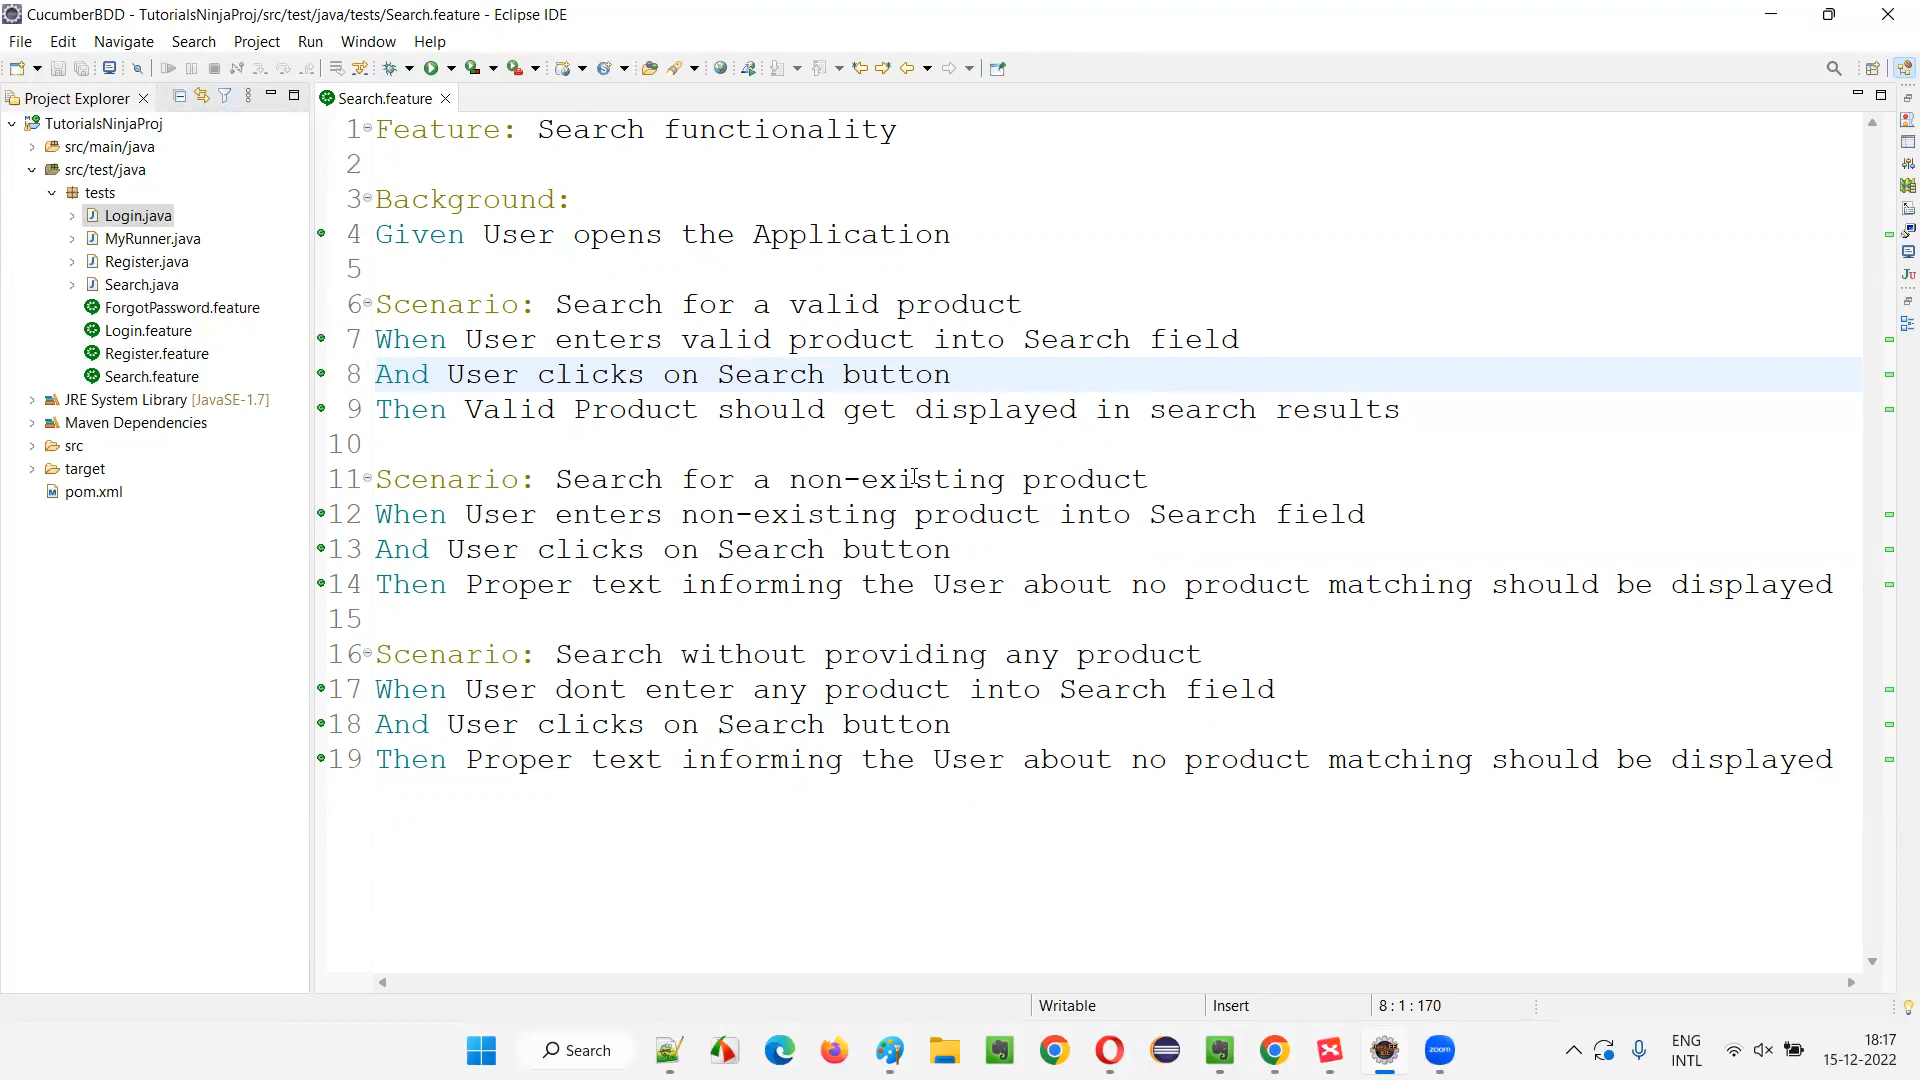 CucumberBDD - TutorialsNinjaProj/src/test/java/tests/Search.feature - Eclipse IDE
File Edit Navigate Search Project Run Window Help
Project Explorer
TutorialsNinjaProj
src/main/java
src/test/java
tests
Login.java
MyRunner.java
Register.java
Search.java
ForgotPassword.feature
Login.feature
Register.feature
Search.feature
JRE System Library [JavaSE-1.7]
Maven Dependencies
src
target
pom.xml
Search.feature
1 Feature: Search functionality
2
3 Background:
4 Given User opens the Application
5
6 Scenario: Search for a valid product
7 When User enters valid product into Search field
8 And User clicks on Search button
9 Then Valid Product should get displayed in search results
10
11 Scenario: Search for a non-existing product
12 When User enters non-existing product into Search field
13 And User clicks on Search button
14 Then Proper text informing the User about no product matching should be displayed
15
16 Scenario: Search without providing any product
17 When User dont enter any product into Search field
18 And User clicks on Search button
19 Then Proper text informing the User about no product matching should be displayed
Writable Insert 8 : 1 : 170
Search
zoom
ENG
INTL
18:17
15-12-2022